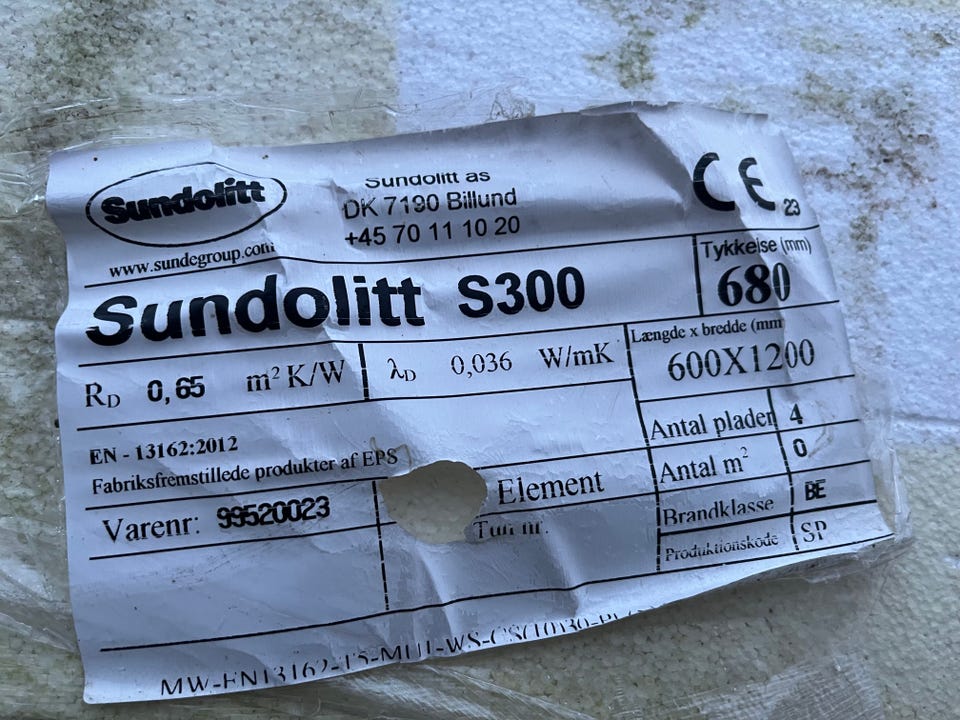 Sundolitt
www.sundegroup.com
Sundolitt as
DK 7190 Billund
+45 70 11 10 20
CE 23
Sundolitt S300
Tykkelse (mm)
680
RD 0,65 m² K/W
λD 0,036 W/mK
Længde x bredde (mm
600X1200
EN - 13162:2012
Fabriksfremstillede produkter af EPS
Antal plader 4
Antal m² 0
Varenr: 99520023
Element
Brandklasse BE
Produktionskode SP